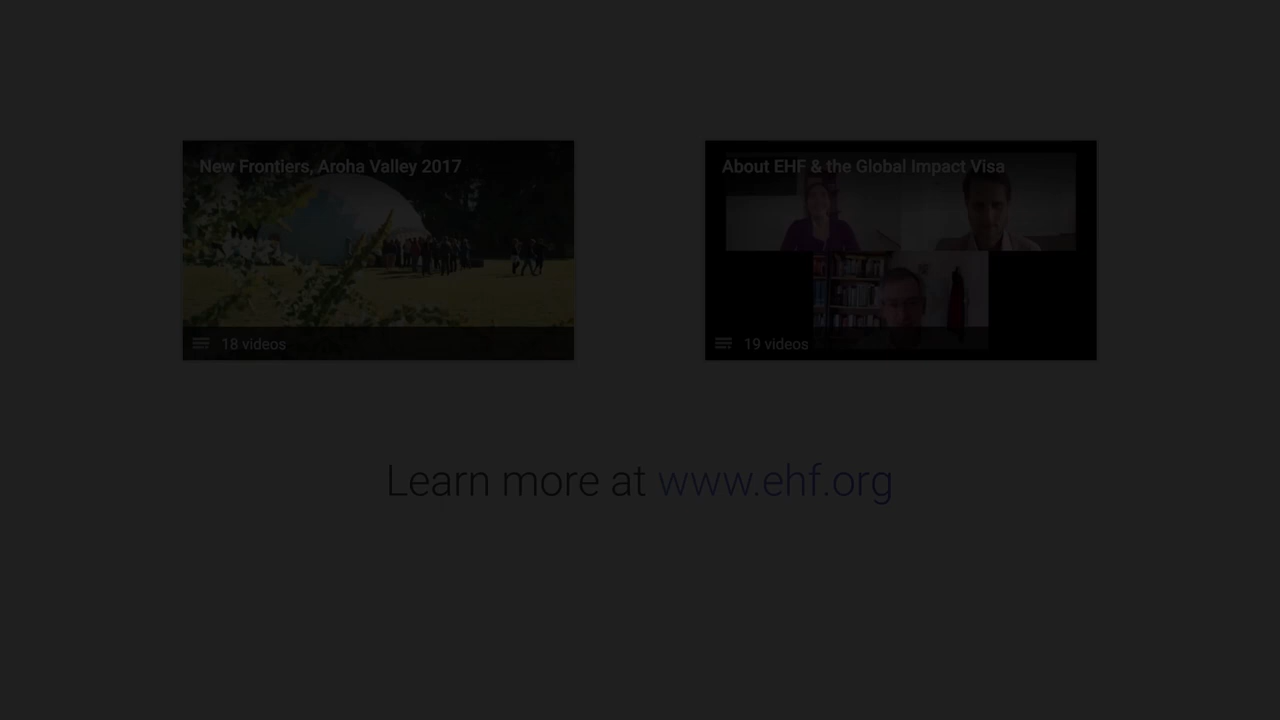 New Frontiers, Aroha Valley 2017
18 videos
About EHF & the Global Impact Visa
19 videos
Learn more at www.ehf.org